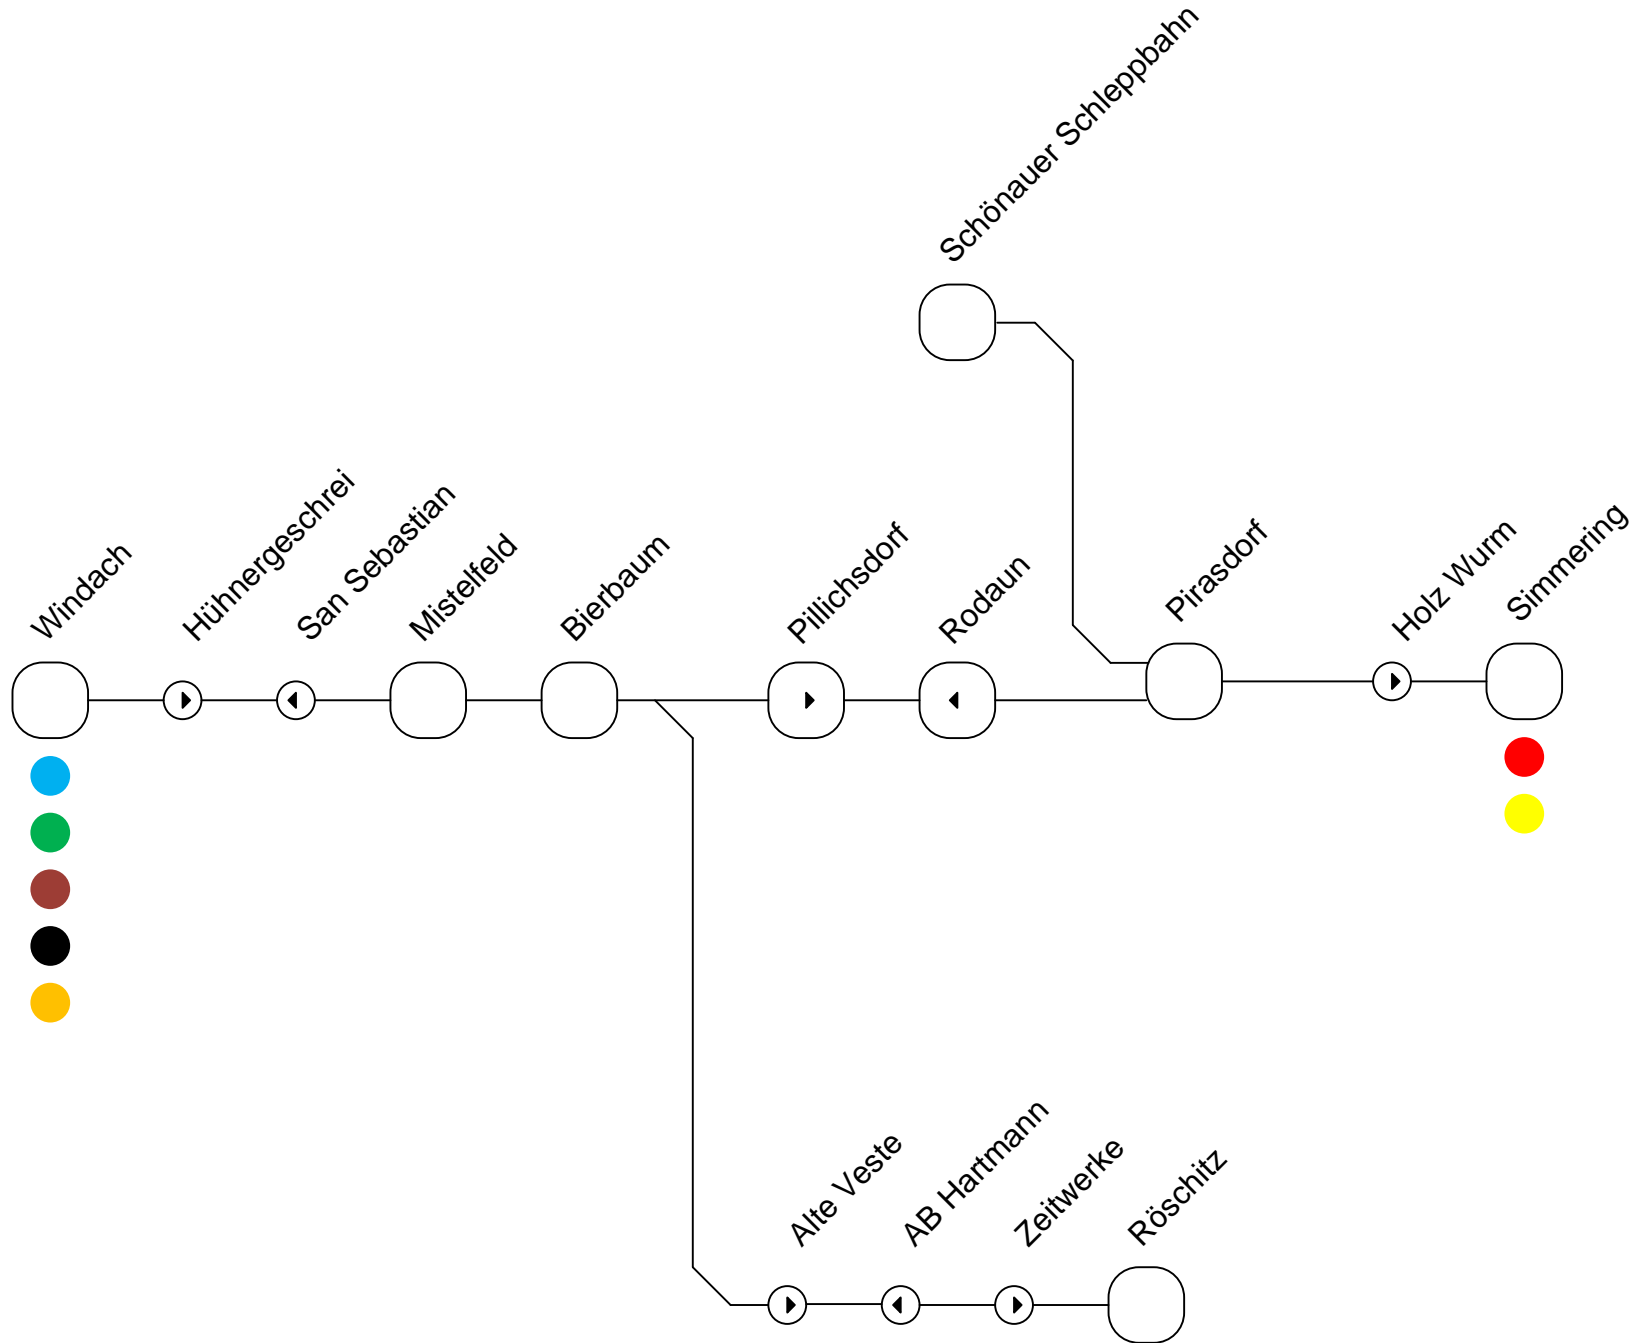 Schönauer Schleppbahn
Windach
Hühnergeschrei
San Sebastian
Mistelfeld
Bierbaum
Pillichsdorf
Rodaun
Pirasdorf
Holz Wurm
Simmering
Alte Veste
AB Hartmann
Zeitwerke
Röschitz